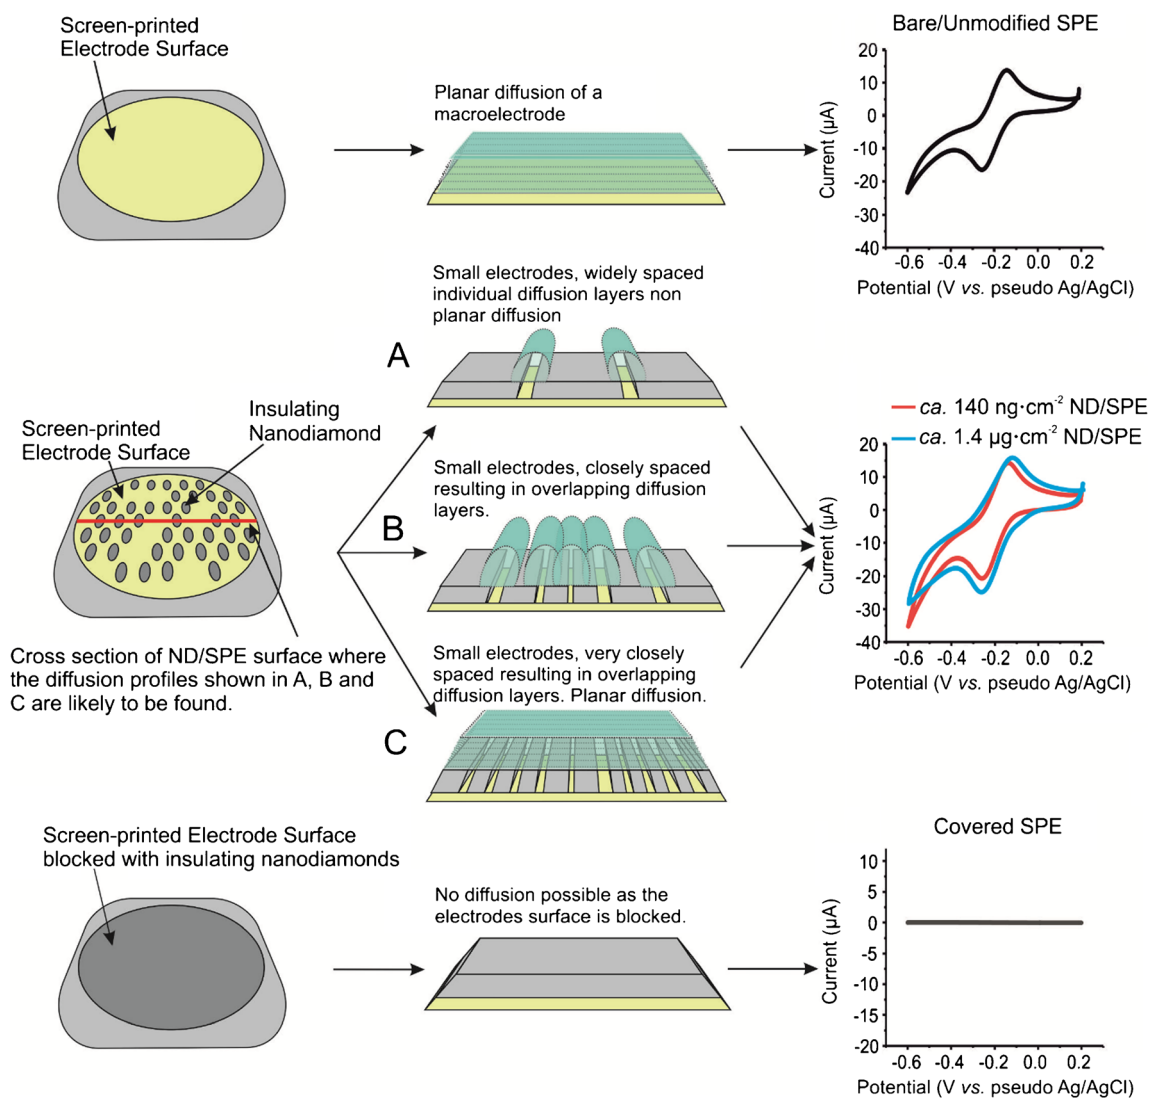 Screen-printed
Electrode Surface
Planar diffusion of a
macroelectrode
Bare/Unmodified SPE
20
10
0
-10
-20
-30
-40
Current (µA)
-0.6 -0.4 -0.2 0.0 0.2
Potential (V vs. pseudo Ag/AgCl)
Small electrodes, widely spaced
individual diffusion layers non
planar diffusion
A
Screen-printed
Electrode Surface
Insulating
Nanodiamond
Cross section of ND/SPE surface where
the diffusion profiles shown in A, B and
C are likely to be found.
Small electrodes, closely spaced
resulting in overlapping diffusion
layers.
B
Small electrodes, very closely
spaced resulting in overlapping
diffusion layers. Planar diffusion.
C
ca. 140 ng·cm⁻² ND/SPE
ca. 1.4 µg·cm⁻² ND/SPE
20
10
0
-10
-20
-30
-40
Current (µA)
-0.6 -0.4 -0.2 0.0 0.2
Potential (V vs. pseudo Ag/AgCl)
Screen-printed Electrode Surface
blocked with insulating nanodiamonds
No diffusion possible as the
electrodes surface is blocked.
Covered SPE
10
5
0
-5
-10
-15
-20
Current (µA)
-0.6 -0.4 -0.2 0.0 0.2
Potential (V vs. pseudo Ag/AgCl)